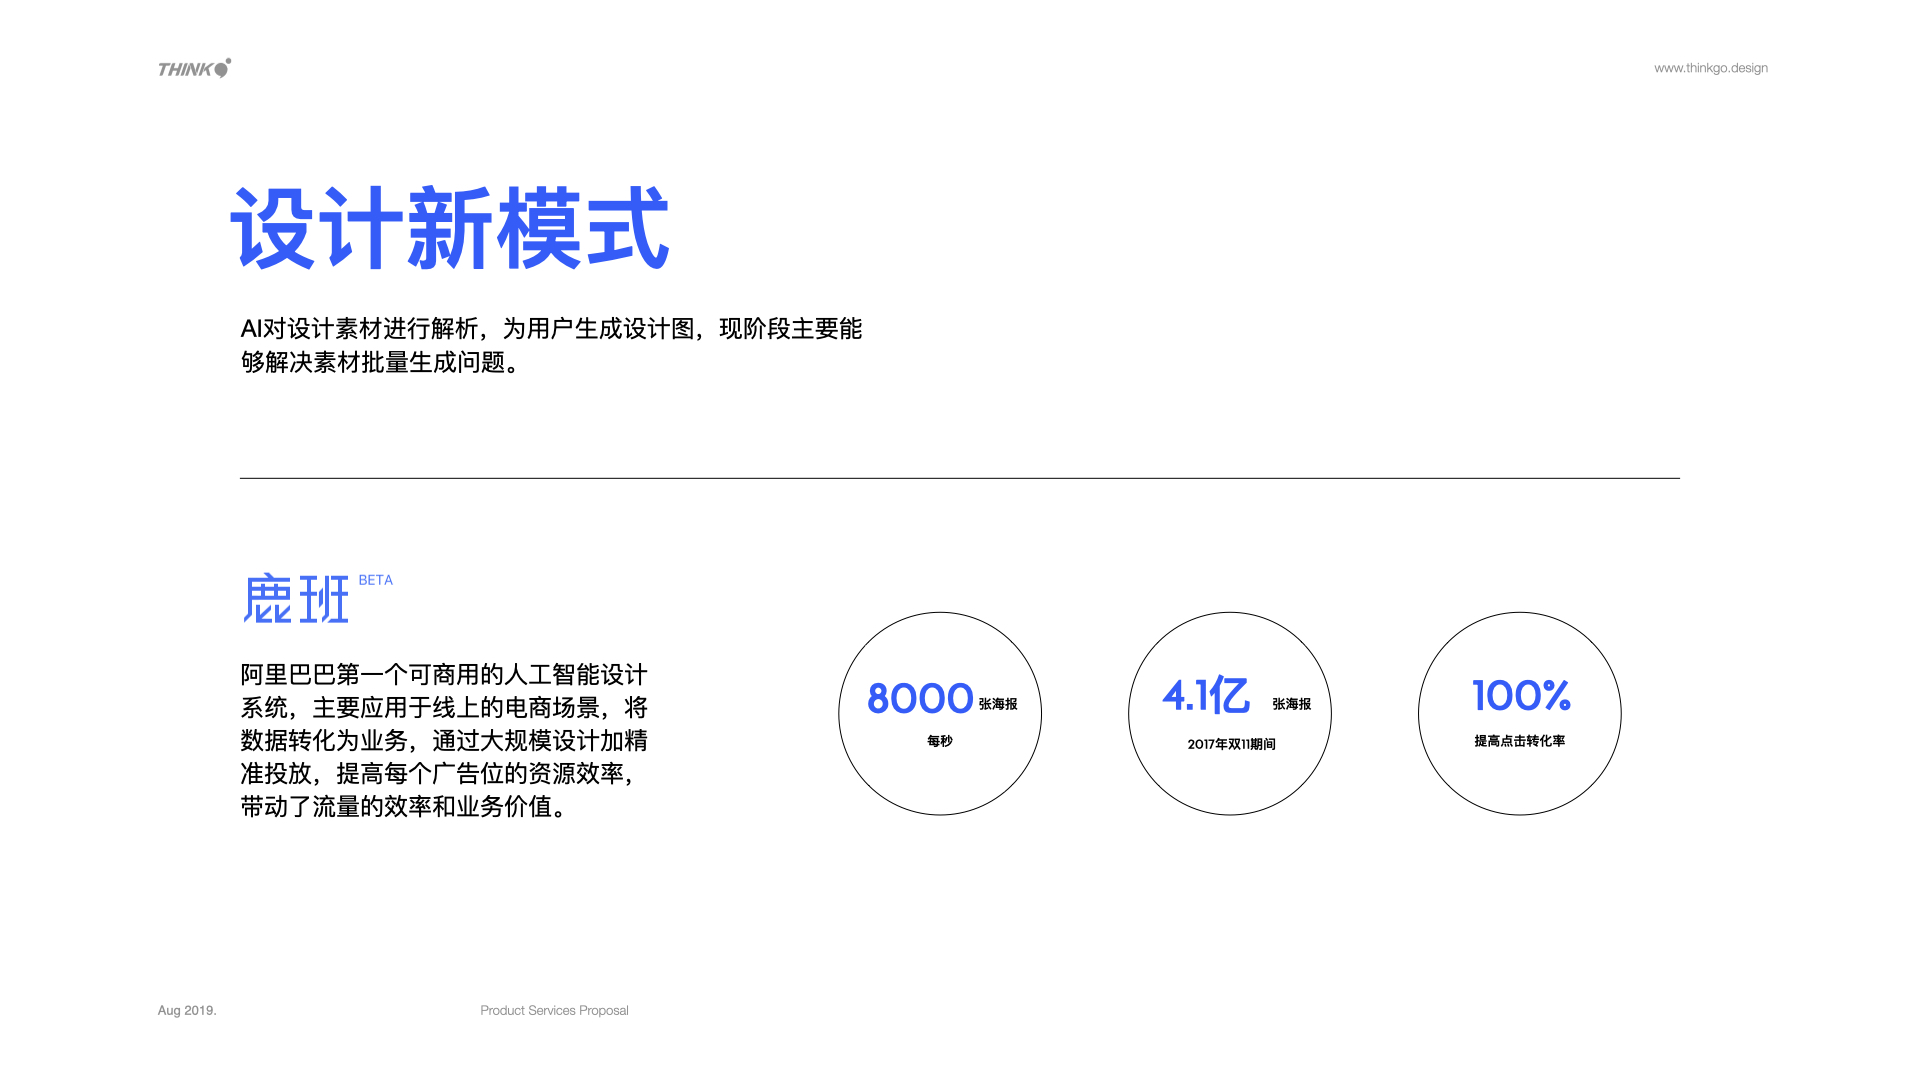 THINK
www.thinkgo.design
设计新模式
AI对设计素材进行解析，为用户生成设计图，现阶段主要能
够解决素材批量生成问题。
鹿班 BETA
阿里巴巴第一个可商用的人工智能设计
系统，主要应用于线上的电商场景，将
数据转化为业务，通过大规模设计加精
准投放，提高每个广告位的资源效率，
带动了流量的效率和业务价值。
8000 张海报
每秒
4.1亿 张海报
2017年双11期间
100%
提高点击转化率
Aug 2019.
Product Services Proposal